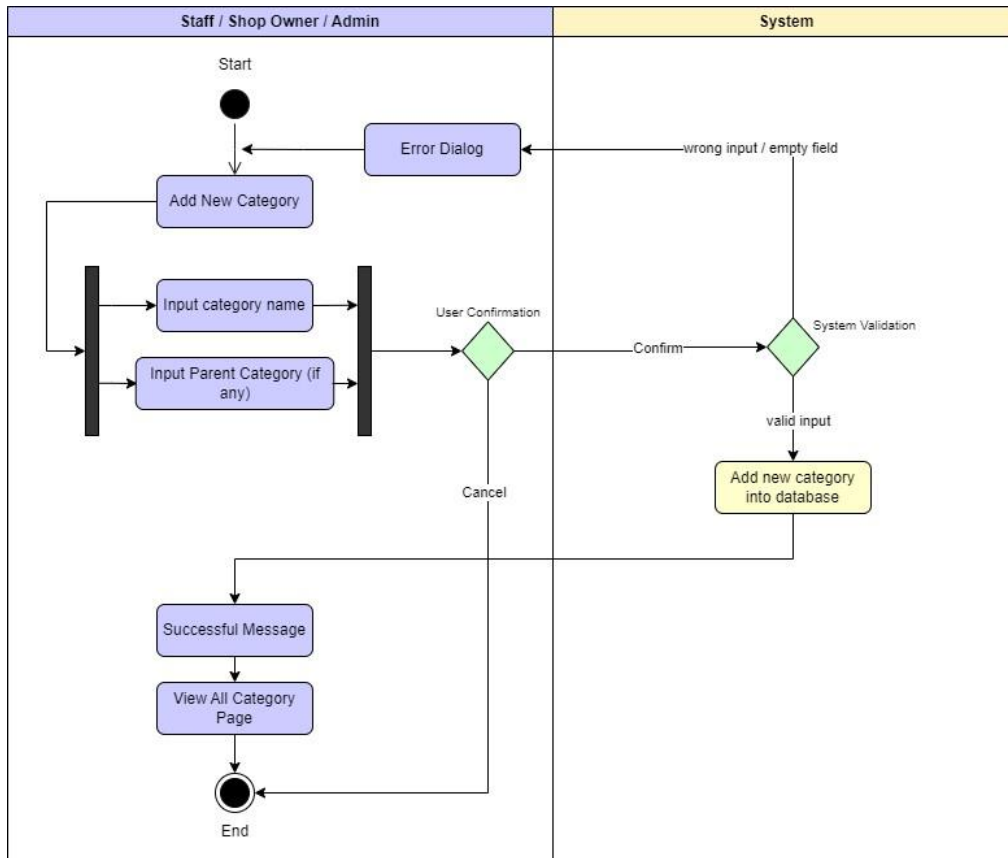 Staff / Shop Owner / Admin
System
Start
Error Dialog
wrong input / empty field
Add New Category
Input category name
User Confirmation
System Validation
Confirm
Input Parent Category (if
any)
valid input
Add new category
into database
Cancel
Successful Message
View All Category
Page
End